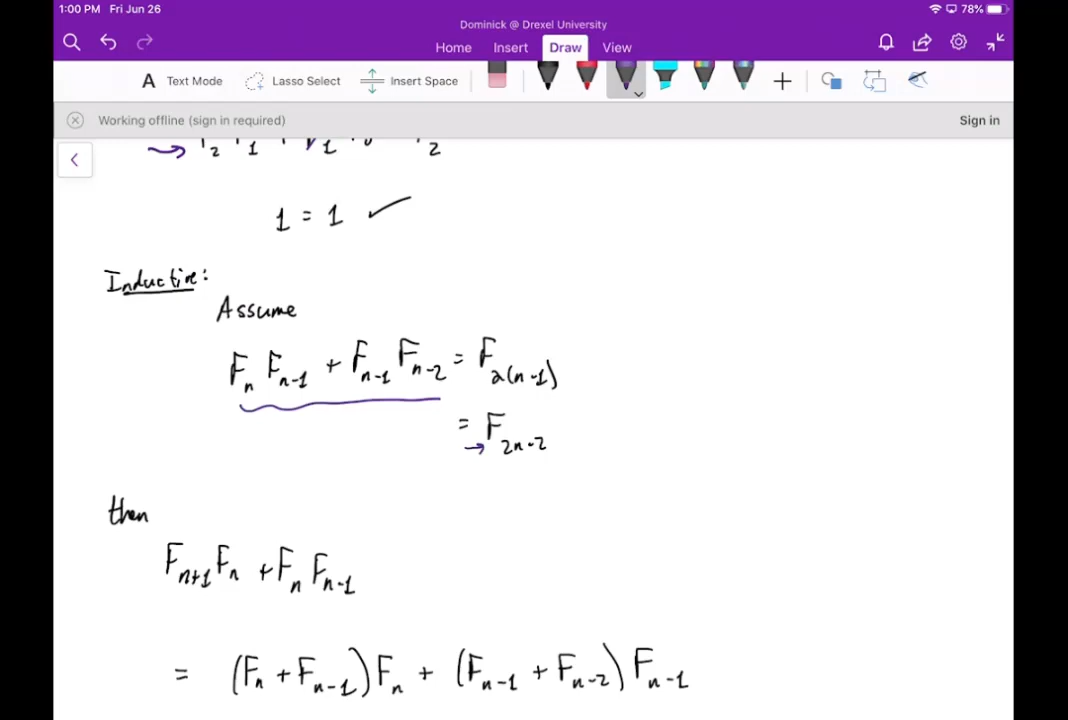 1:00 PM Fri Jun 26
78%
Dominick @ Drexel University
Home Insert Draw View
A Text Mode Lasso Select Insert Space
Working offline (sign in required) Sign in
1 = 1 ✓
Inductive:
Assume
F_n F_{n-1} + F_{n-1} F_{n-2} = F_{2(n-1)}
= F_{2n-2}
then
F_{n+1} F_n + F_n F_{n-1}
= (F_n + F_{n-1}) F_n + (F_{n-1} + F_{n-2}) F_{n-1}